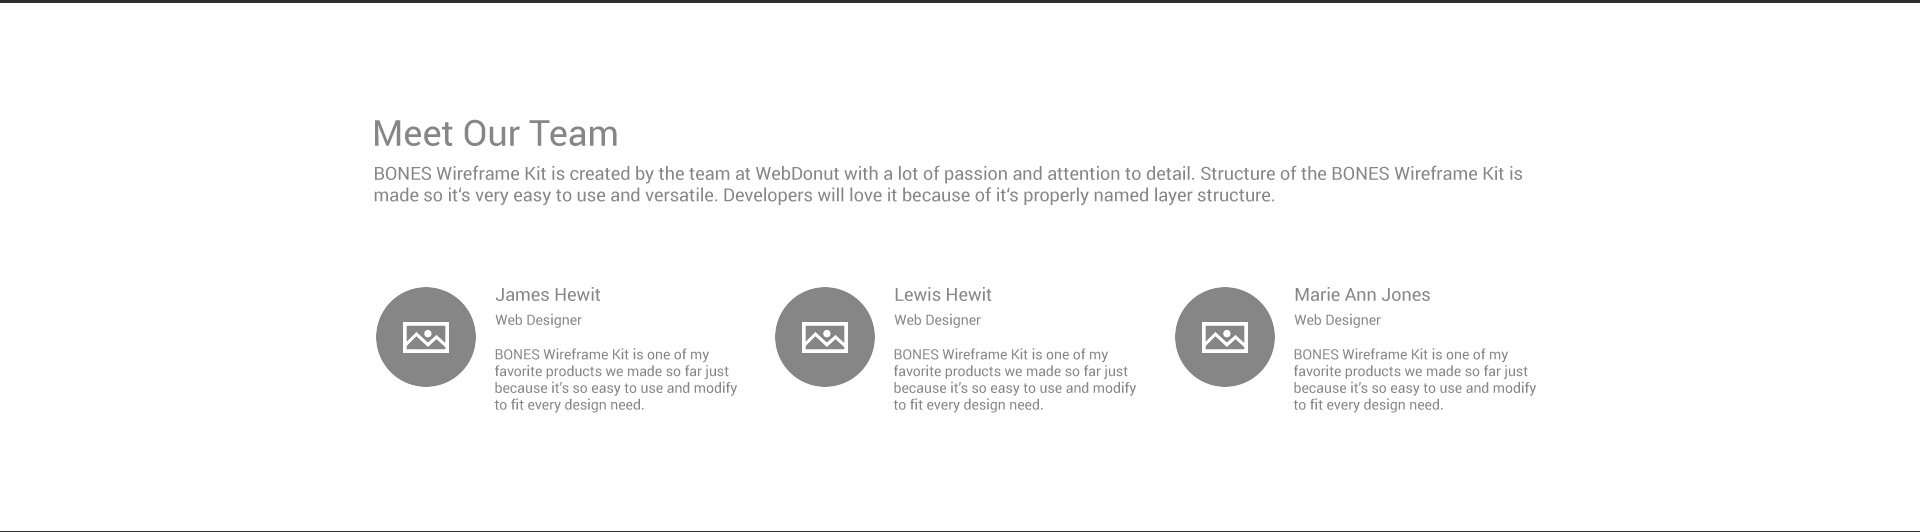 Meet Our Team
BONES Wireframe Kit is created by the team at WebDonut with a lot of passion and attention to detail. Structure of the BONES Wireframe Kit is
made so it‘s very easy to use and versatile. Developers will love it because of it‘s properly named layer structure.
James Hewit
Web Designer
BONES Wireframe Kit is one of my
favorite products we made so far just
because it’s so easy to use and modify
to fit every design need.
Lewis Hewit
Web Designer
BONES Wireframe Kit is one of my
favorite products we made so far just
because it’s so easy to use and modify
to fit every design need.
Marie Ann Jones
Web Designer
BONES Wireframe Kit is one of my
favorite products we made so far just
because it’s so easy to use and modify
to fit every design need.